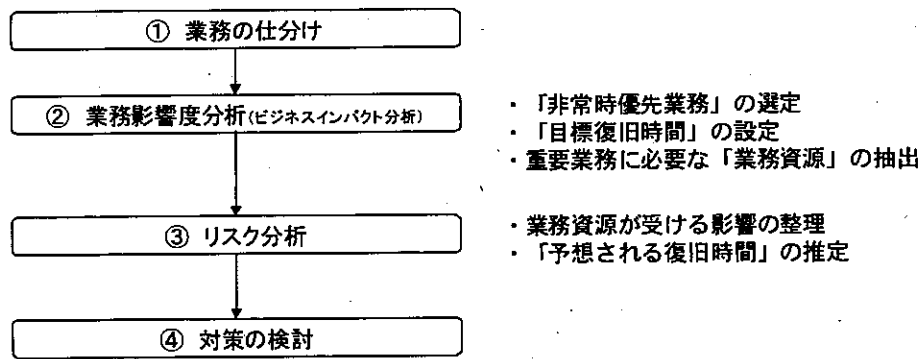 ① 業務の仕分け
② 業務影響度分析(ビジネスインパクト分析)
・「非常時優先業務」の選定
・「目標復旧時間」の設定
・重要業務に必要な「業務資源」の抽出
③ リスク分析
・業務資源が受ける影響の整理
・「予想される復旧時間」の推定
④ 対策の検討